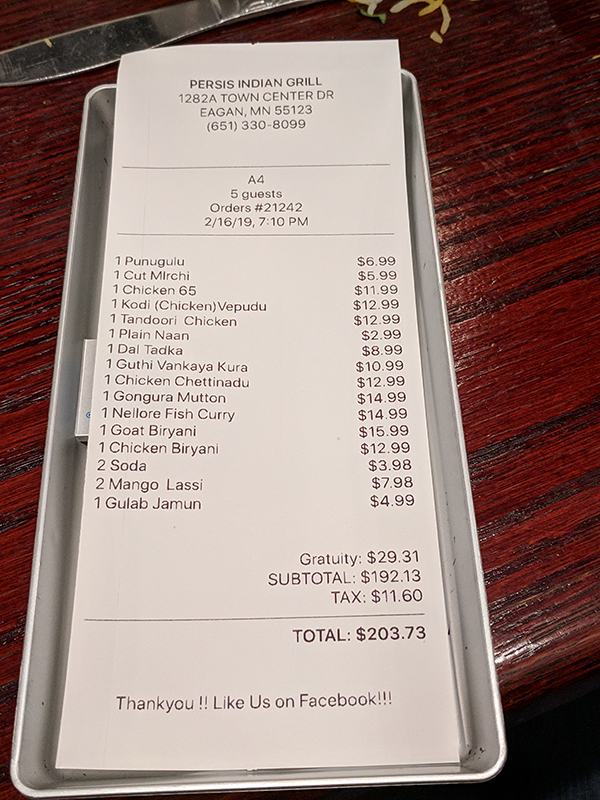 PERSIS INDIAN GRILL
1282A TOWN CENTER DR
EAGAN, MN 55123
(651) 330-8099
A4
5 guests
Orders #21242
2/16/19, 7:10 PM
1 Punugulu $6.99
1 Cut MIrchi $5.99
1 Chicken 65 $11.99
1 Kodi (Chicken)Vepudu $12.99
1 Tandoori Chicken $12.99
1 Plain Naan $2.99
1 Dal Tadka $8.99
1 Guthi Vankaya Kura $10.99
1 Chicken Chettinadu $12.99
1 Gongura Mutton $14.99
1 Nellore Fish Curry $14.99
1 Goat Biryani $15.99
1 Chicken Biryani $12.99
2 Soda $3.98
2 Mango Lassi $7.98
1 Gulab Jamun $4.99
Gratuity: $29.31
SUBTOTAL: $192.13
TAX: $11.60
TOTAL: $203.73
Thankyou !! Like Us on Facebook!!!